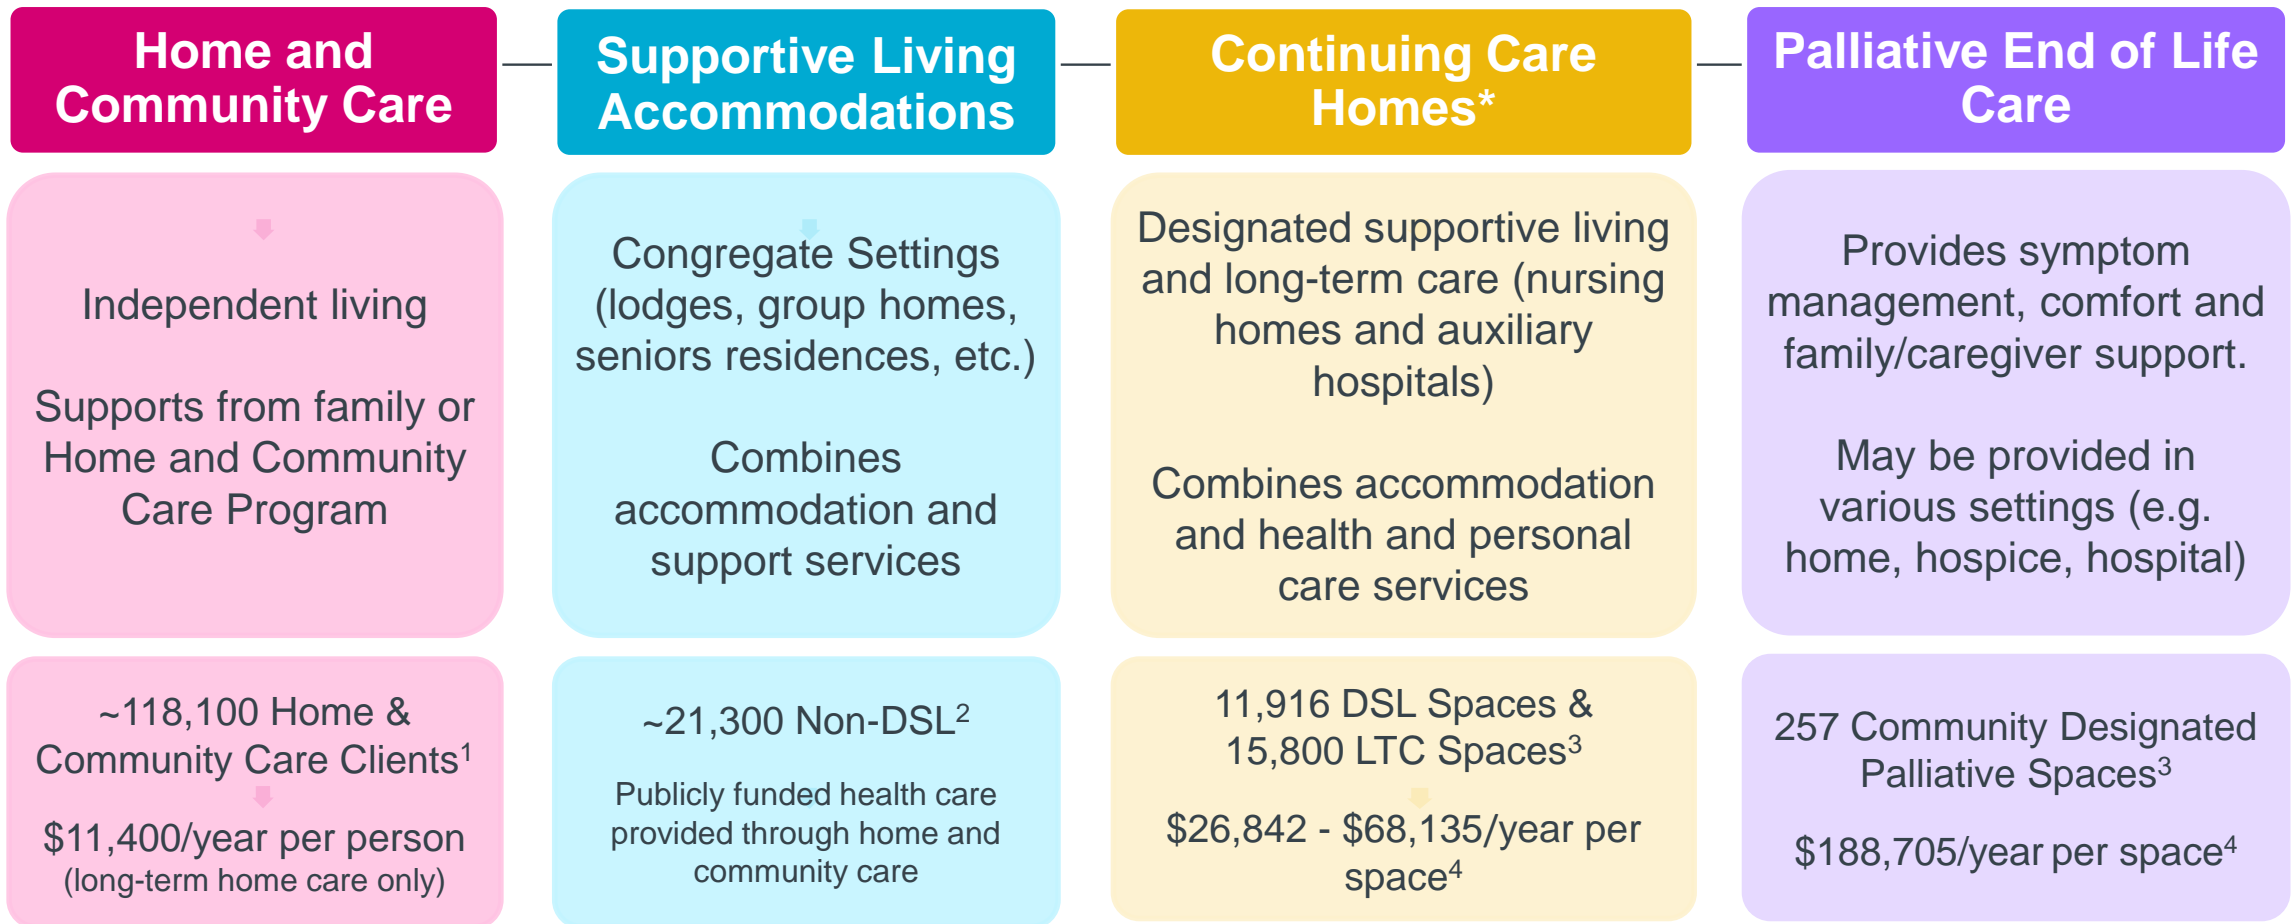 Home and
Community Care
Supportive Living
Accommodations
Continuing Care
Homes*
Palliative End of Life
Care
Independent living
Supports from family or
Home and Community
Care Program
Congregate Settings
(lodges, group homes,
seniors residences, etc.)
Combines
accommodation and
support services
Designated supportive living
and long-term care (nursing
homes and auxiliary
hospitals)
Combines accommodation
and health and personal
care services
Provides symptom
management, comfort and
family/caregiver support.
May be provided in
various settings (e.g.
home, hospice, hospital)
~118,100 Home &
Community Care Clients¹
$11,400/year per person
(long-term home care only)
~21,300 Non-DSL²
Publicly funded health care
provided through home and
community care
11,916 DSL Spaces &
15,800 LTC Spaces³
$26,842 - $68,135/year per
space⁴
257 Community Designated
Palliative Spaces³
$188,705/year per space⁴